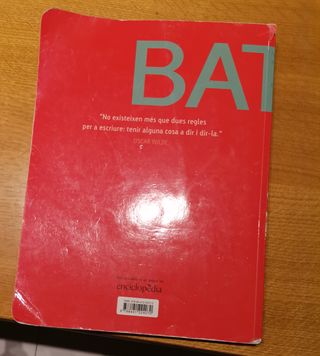 BAT
"No existeixen més que dues regles
per a escriure: tenir alguna cosa a dir i dir-la."
OSCAR WILDE
enciclopèdia